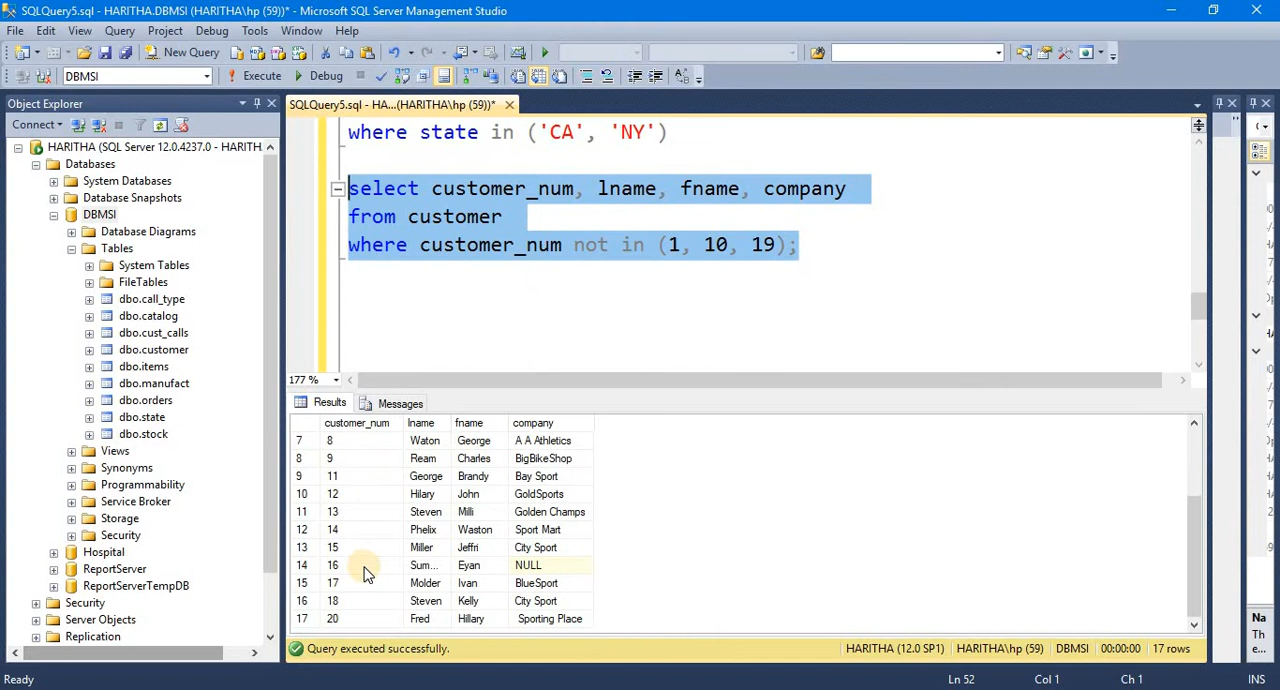 SQLQuery5.sql - HARITHA.DBMSI (HARITHA\hp (59))* - Microsoft SQL Server Management Studio
File Edit View Query Project Debug Tools Window Help
New Query
DBMSI Execute Debug
Object Explorer
SQLQuery5.sql - HA...(HARITHA\hp (59))*
Connect
HARITHA (SQL Server 12.0.4237.0 - HARITH
Databases
System Databases
Database Snapshots
DBMSI
Database Diagrams
Tables
System Tables
FileTables
dbo.call_type
dbo.catalog
dbo.cust_calls
dbo.customer
dbo.items
dbo.manufact
dbo.orders
dbo.state
dbo.stock
Views
Synonyms
Programmability
Service Broker
Storage
Security
Hospital
ReportServer
ReportServerTempDB
Security
Server Objects
Replication
where state in ('CA', 'NY')
select customer_num, lname, fname, company
from customer
where customer_num not in (1, 10, 19);
177 %
Results Messages
customer_num lname fname company
7 8 Waton George A A Athletics
8 9 Ream Charles BigBikeShop
9 11 George Brandy Bay Sport
10 12 Hilary John GoldSports
11 13 Steven Milli Golden Champs
12 14 Phelix Waston Sport Mart
13 15 Miller Jeffri City Sport
14 16 Sum... Eyan NULL
15 17 Molder Ivan BlueSport
16 18 Steven Kelly City Sport
17 20 Fred Hillary Sporting Place
Query executed successfully. HARITHA (12.0 SP1) HARITHA\hp (59) DBMSI 00:00:00 17 rows
Na
Th
e...
Ready Ln 52 Col 1 Ch 1 INS